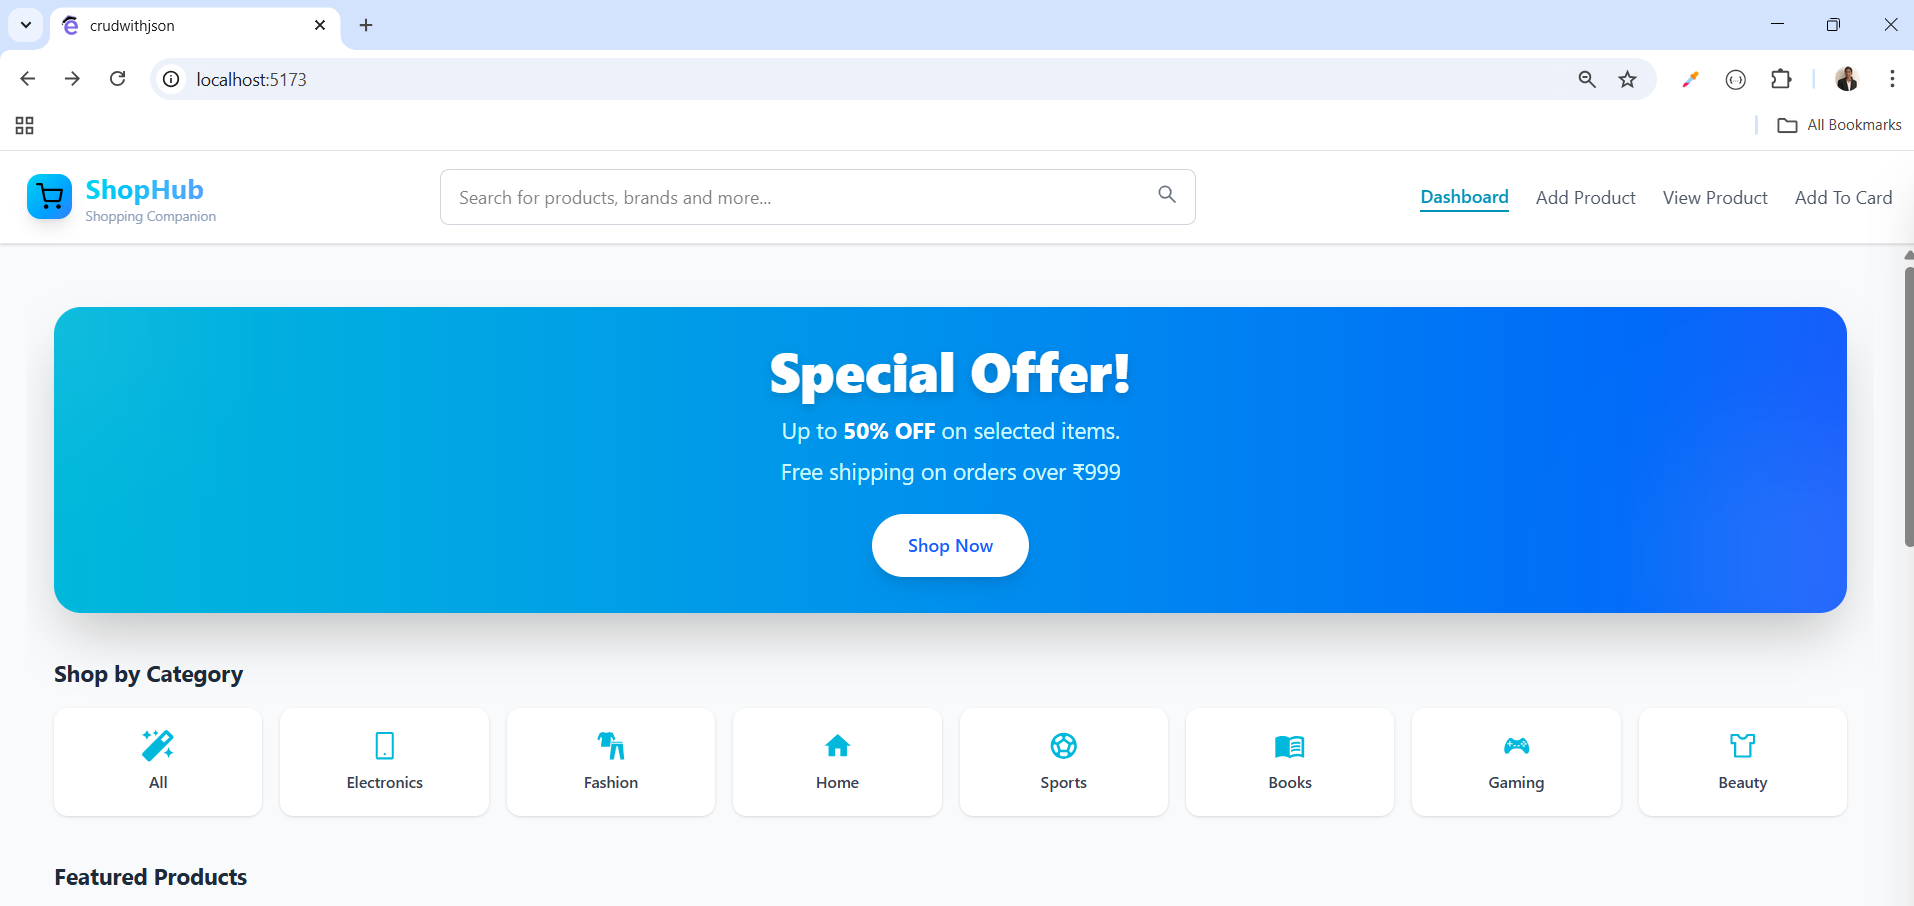 crudwithjson
localhost:5173
All Bookmarks
ShopHub
Shopping Companion
Search for products, brands and more...
Dashboard
Add Product
View Product
Add To Card
Special Offer!
Up to 50% OFF on selected items.
Free shipping on orders over ₹999
Shop Now
Shop by Category
All
Electronics
Fashion
Home
Sports
Books
Gaming
Beauty
Featured Products